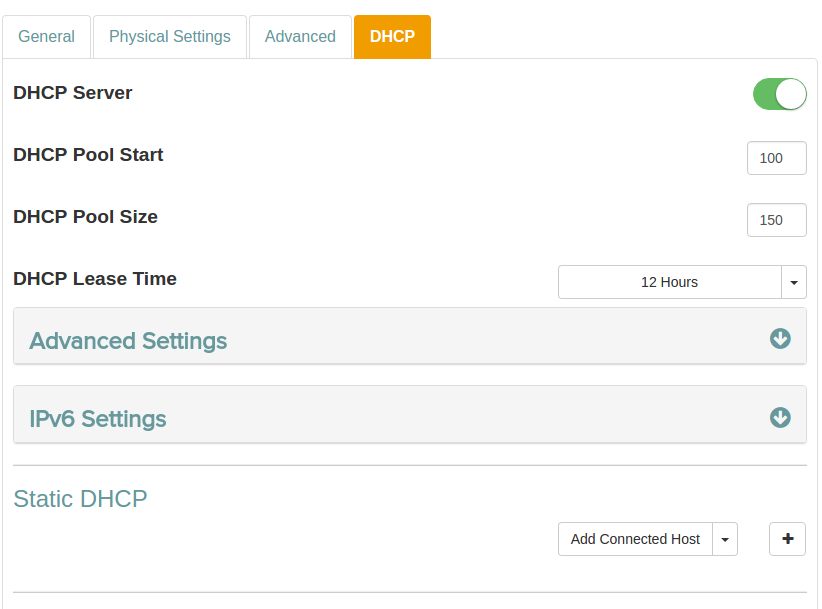 General Physical Settings Advanced DHCP
DHCP Server
DHCP Pool Start 100
DHCP Pool Size 150
DHCP Lease Time 12 Hours
Advanced Settings
IPv6 Settings
Static DHCP
Add Connected Host